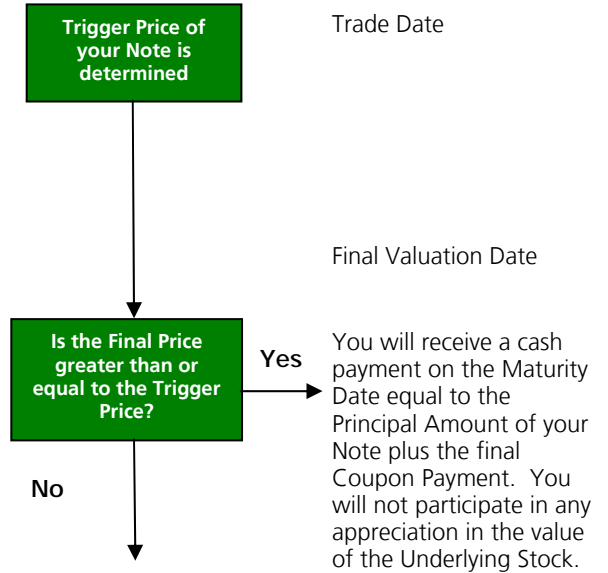 Trigger Price of
your Note is
determined
Trade Date
Final Valuation Date
Is the Final Price
greater than or
equal to the Trigger
Price?
Yes
You will receive a cash
payment on the Maturity
Date equal to the
Principal Amount of your
Note plus the final
Coupon Payment.  You
will not participate in any
appreciation in the value
of the Underlying Stock.
No